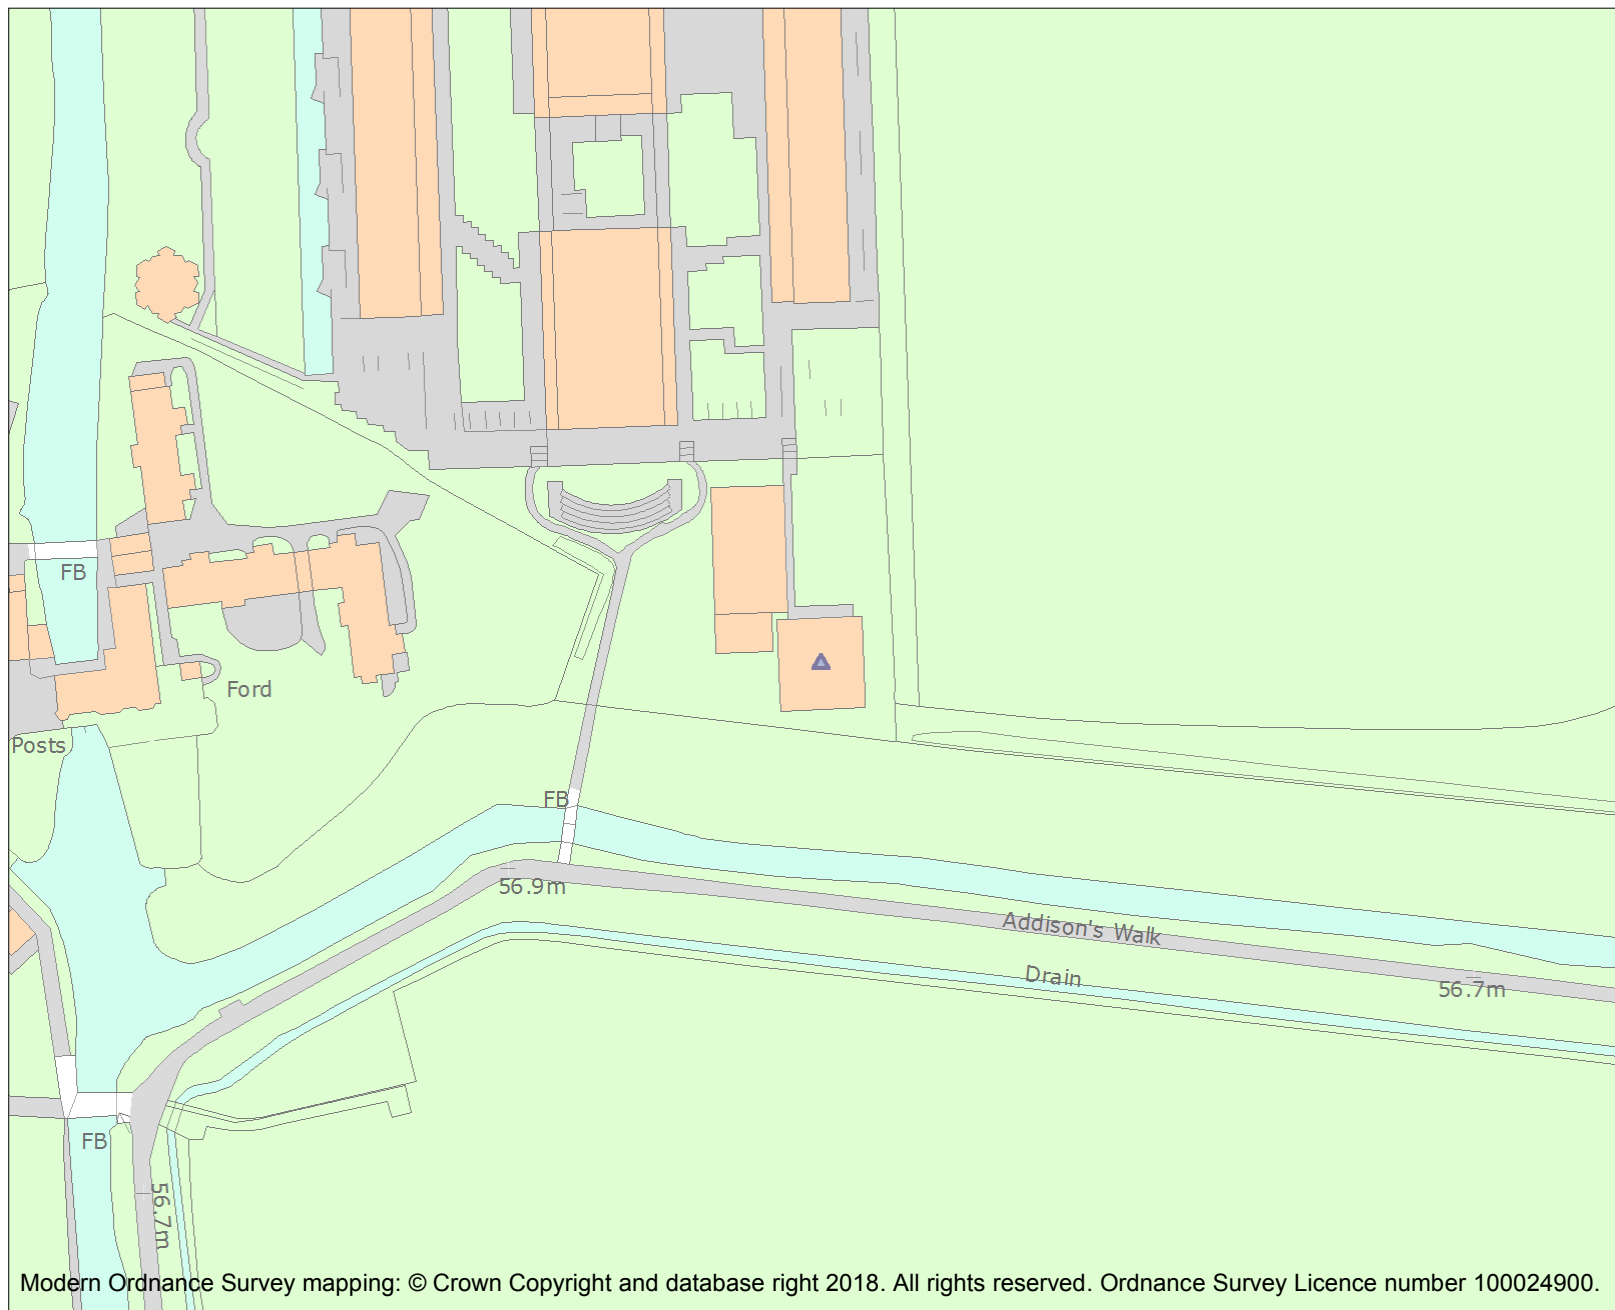 FB
Ford
Posts
FB
56.9m
Addison's Walk
Drain
56.7m
FB
56.7m
Modern Ordnance Survey mapping: © Crown Copyright and database right 2018. All rights reserved. Ordnance Survey Licence number 100024900.